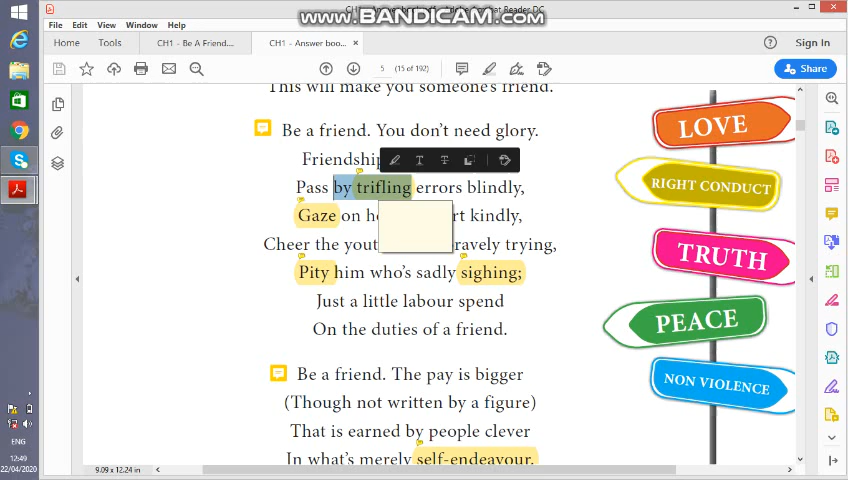 www.BANDICAM.com
File Edit View Window Help
Home Tools CH1 - Be A Friend.... CH1 - Answer boo... × Sign In
5 (15 of 192) Share
This will make you someone's friend.
Be a friend. You don't need glory.
Friendship
Pass by trifling errors blindly,
Gaze on kindly,
Cheer the trying,
Pity him who's sadly sighing;
Just a little labour spend
On the duties of a friend.
Be a friend. The pay is bigger
(Though not written by a figure)
That is earned by people clever
In what's merely self-endeavour.
LOVE
RIGHT CONDUCT
TRUTH
PEACE
NON VIOLENCE
ENG
12:49
22/04/2020
9.09 x 12.24 in